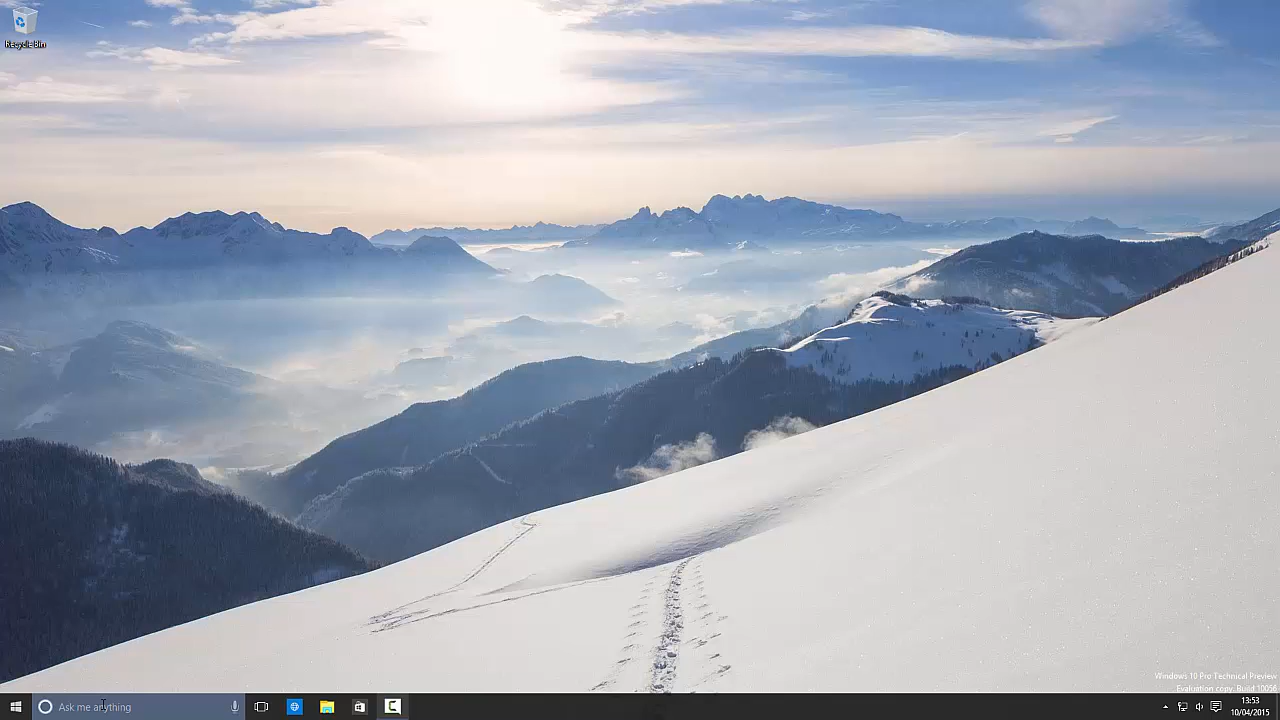 Recycle Bin
Windows 10 Pro Technical Preview
Evaluation copy. Build 10056
Ask me anything
13:53
10/04/2015